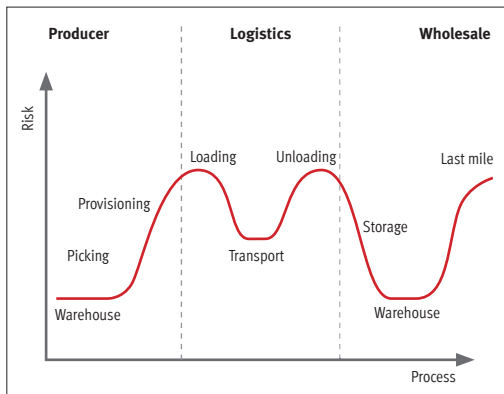 Producer
Logistics
Wholesale
Risk
Loading
Unloading
Last mile
Provisioning
Storage
Picking
Transport
Warehouse
Warehouse
Process